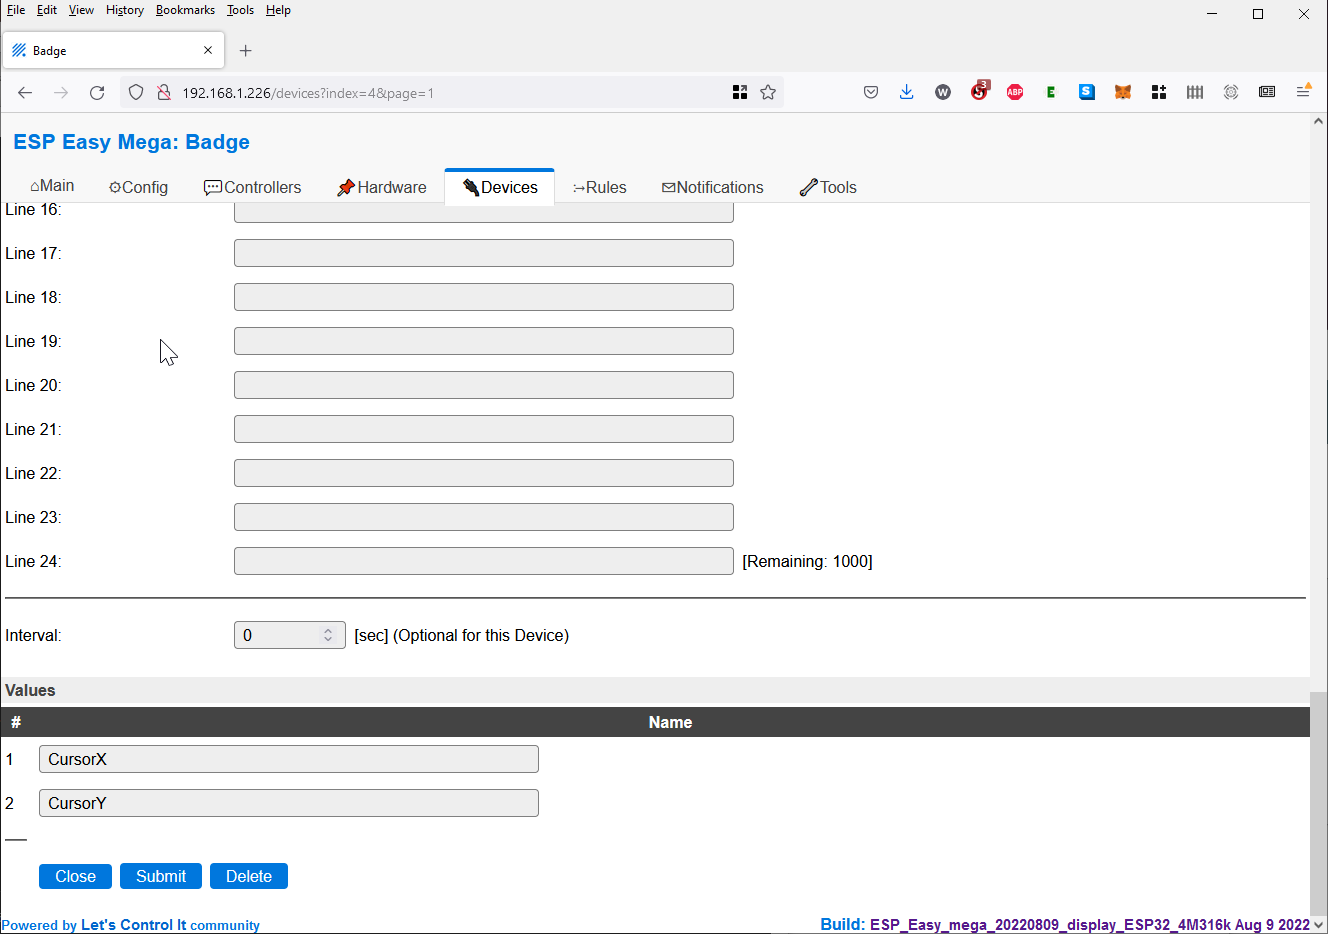 File Edit View History Bookmarks Tools Help
Badge
192.168.1.226/devices?index=4&page=1
W 3 ABP E S
ESP Easy Mega: Badge
Main Config Controllers Hardware Devices Rules Notifications Tools
Line 16:
Line 17:
Line 18:
Line 19:
Line 20:
Line 21:
Line 22:
Line 23:
Line 24: [Remaining: 1000]
Interval: 0 [sec] (Optional for this Device)
Values
# Name
1 CursorX
2 CursorY
Close Submit Delete
Powered by Let's Control It community Build: ESP_Easy_mega_20220809_display_ESP32_4M316k Aug 9 2022